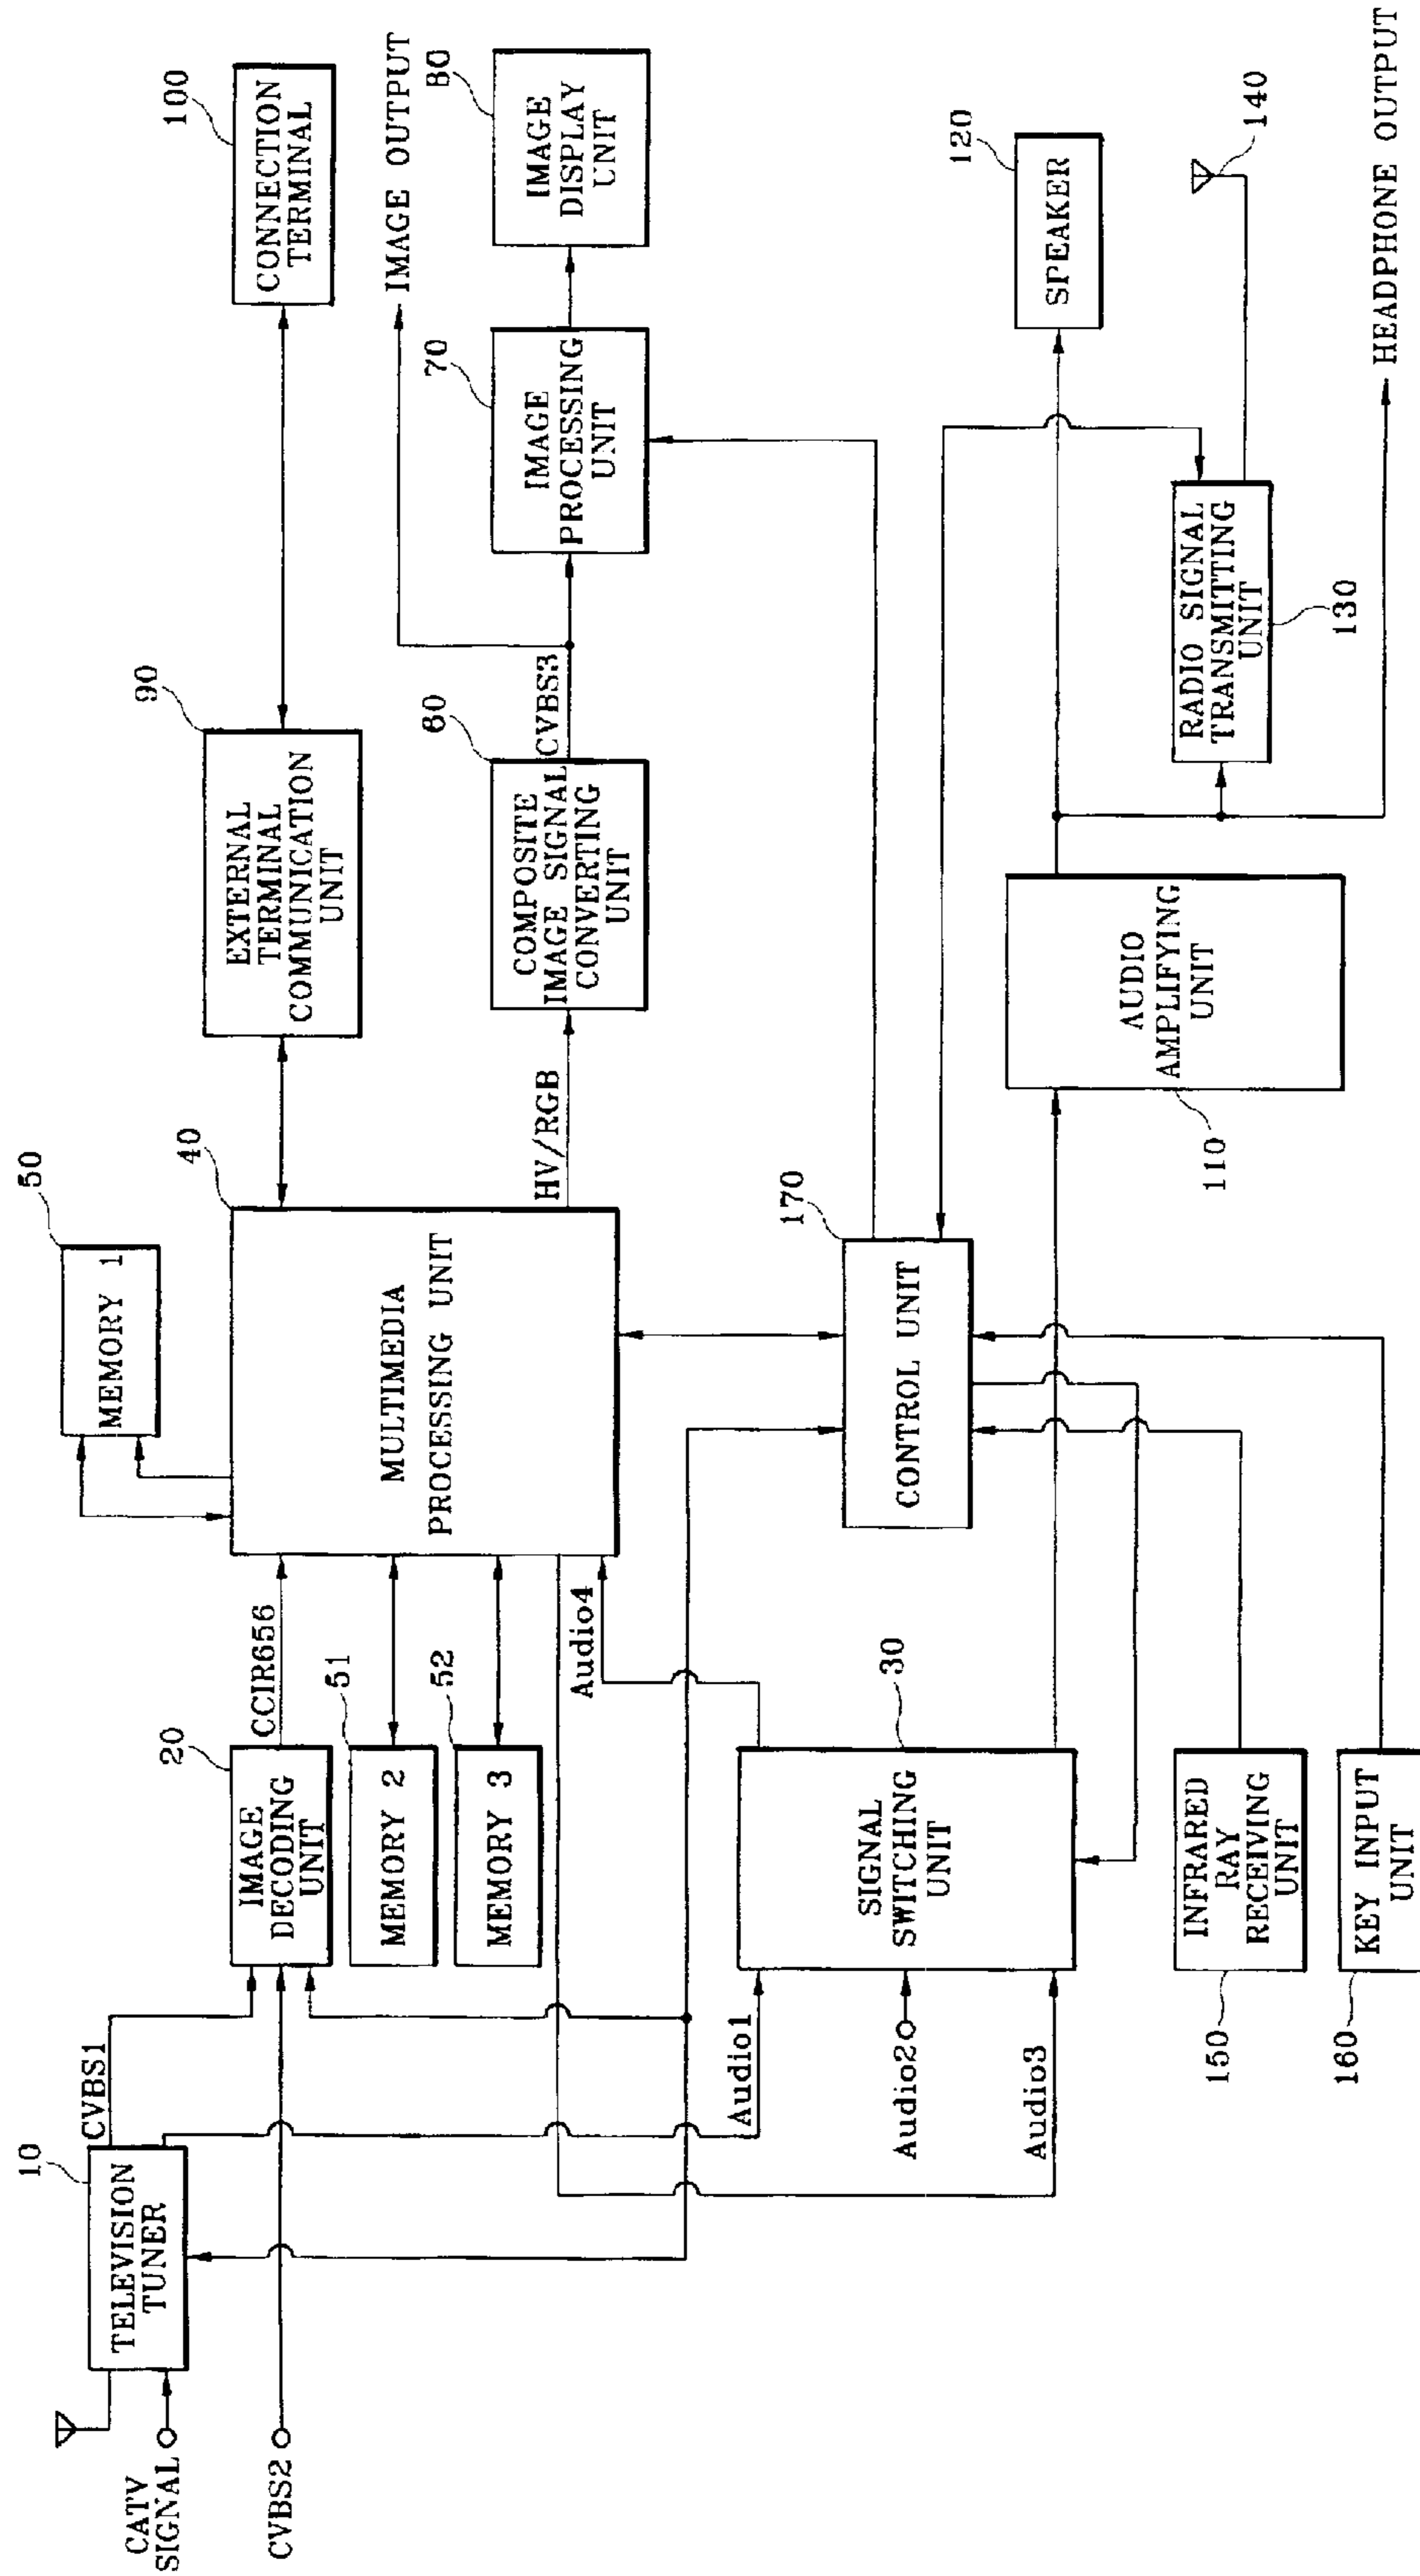 CATV
SIGNAL
CVBS2
10
TELEVISION
TUNER
CVBS1
20
IMAGE
DECODING
UNIT
CCIR656
51
MEMORY 2
52
MEMORY 3
50
MEMORY 1
40
MULTIMEDIA
PROCESSING UNIT
Audio4
HV/RGB
90
EXTERNAL
TERMINAL
COMMUNICATION
UNIT
100
CONNECTION
TERMINAL
60
COMPOSITE
IMAGE SIGNAL
CONVERTING
UNIT
CVBS3
IMAGE OUTPUT
70
IMAGE
PROCESSING
UNIT
80
IMAGE
DISPLAY
UNIT
Audio1
Audio2
Audio3
30
SIGNAL
SWITCHING
UNIT
170
CONTROL UNIT
150
INFRARED
RAY
RECEIVING
UNIT
160
KEY INPUT
UNIT
AUDIO
AMPLIFYING
UNIT
110
120
SPEAKER
RADIO SIGNAL
TRANSMITTING
UNIT
130
140
HEADPHONE OUTPUT